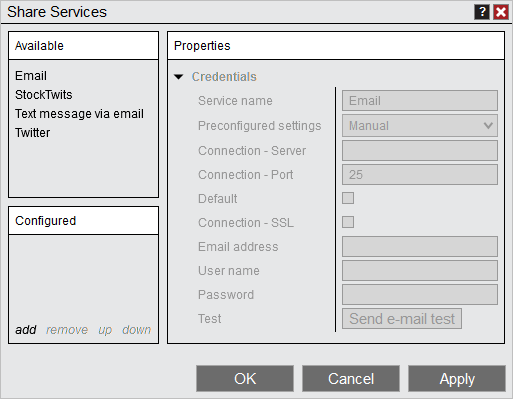 Share Services
?
Available
Email
StockTwits
Text message via email
Twitter
Configured
add remove up down
Properties
Credentials
Service name Email
Preconfigured settings Manual
Connection - Server
Connection - Port 25
Default
Connection - SSL
Email address
User name
Password
Test Send e-mail test
OK Cancel Apply